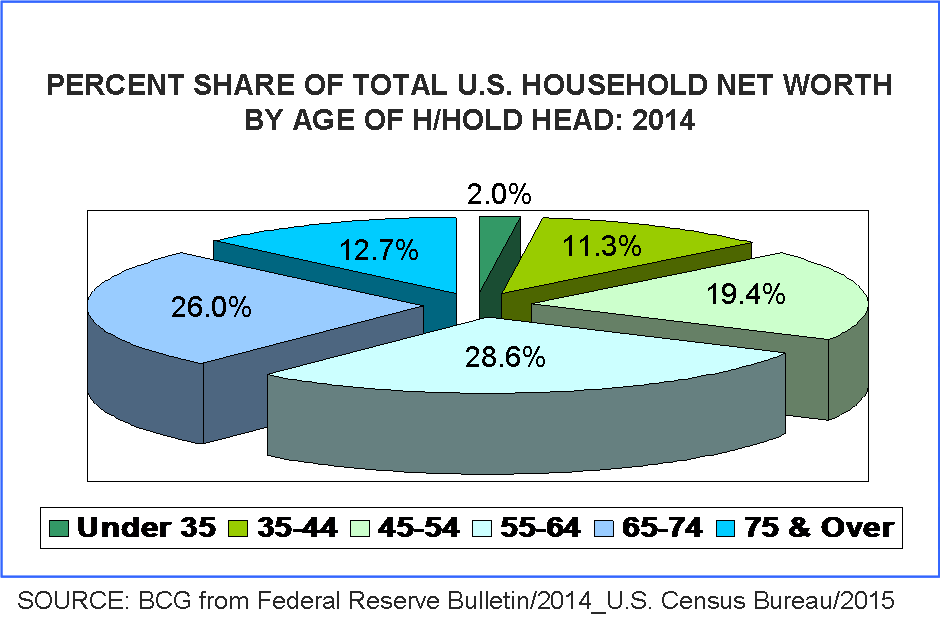 PERCENT SHARE OF TOTAL U.S. HOUSEHOLD NET WORTH
BY AGE OF H/HOLD HEAD: 2014
2.0%
12.7%
11.3%
26.0%
19.4%
28.6%
Under 35 35-44 45-54 55-64 65-74 75 & Over
SOURCE: BCG from Federal Reserve Bulletin/2014_U.S. Census Bureau/2015